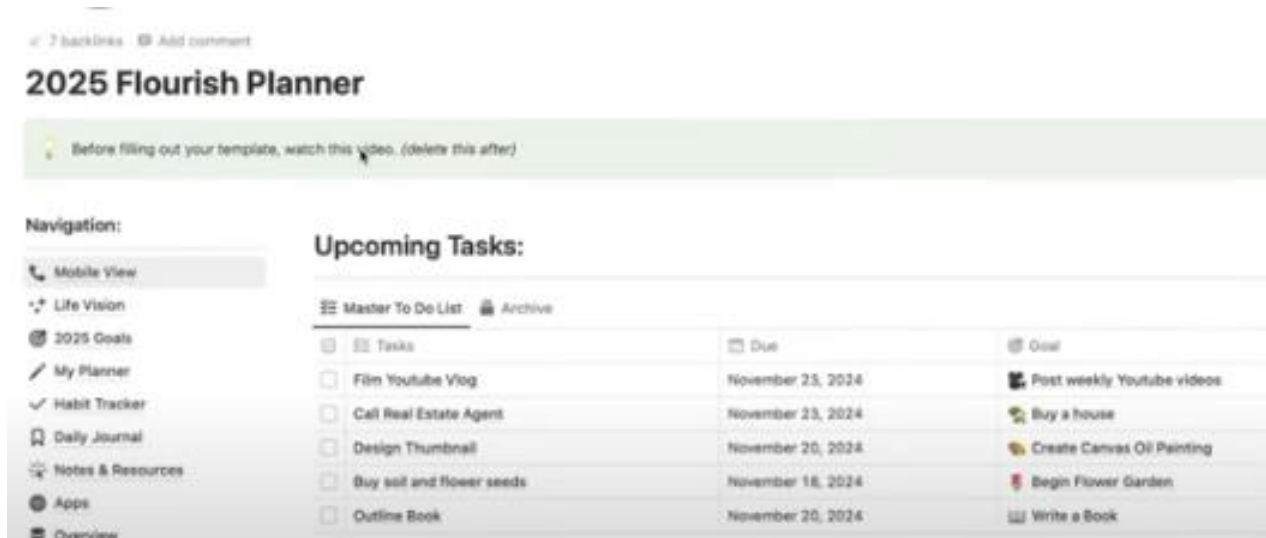 7 backlinks Add comment
2025 Flourish Planner
Before filling out your template, watch this video. (delete this after)
Navigation:
Mobile View
Life Vision
2025 Goals
My Planner
Habit Tracker
Daily Journal
Notes & Resources
Apps
Overview
Upcoming Tasks:
Master To Do List Archive
Tasks Due Goal
Film Youtube Vlog November 23, 2024 Post weekly Youtube videos
Call Real Estate Agent November 23, 2024 Buy a house
Design Thumbnail November 20, 2024 Create Canvas Oil Painting
Buy soil and flower seeds November 18, 2024 Begin Flower Garden
Outline Book November 20, 2024 Write a Book